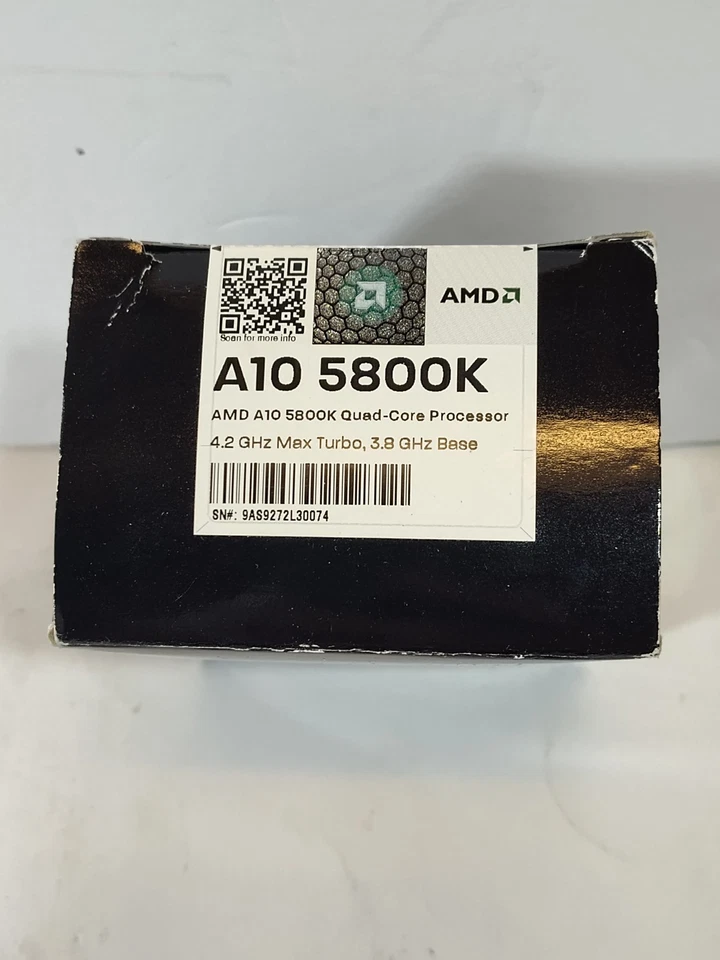 AMD
Scan for more info
A10 5800K
AMD A10 5800K Quad-Core Processor
4.2 GHz Max Turbo, 3.8 GHz Base
SN#: 9AS9272L30074